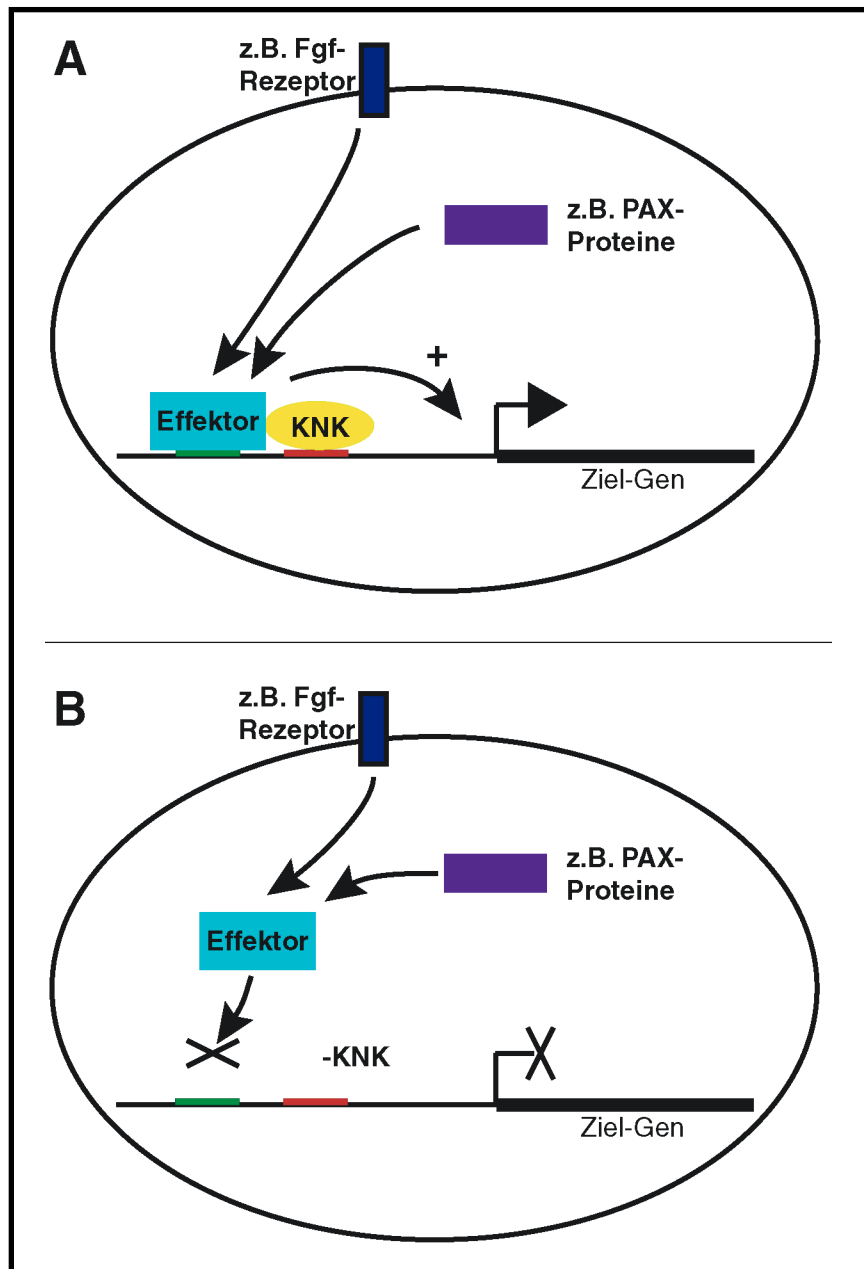 A
z.B. Fgf-
Rezeptor
z.B. PAX-
Proteine
+
Effektor
KNK
Ziel-Gen
B
z.B. Fgf-
Rezeptor
z.B. PAX-
Proteine
Effektor
-KNK
Ziel-Gen